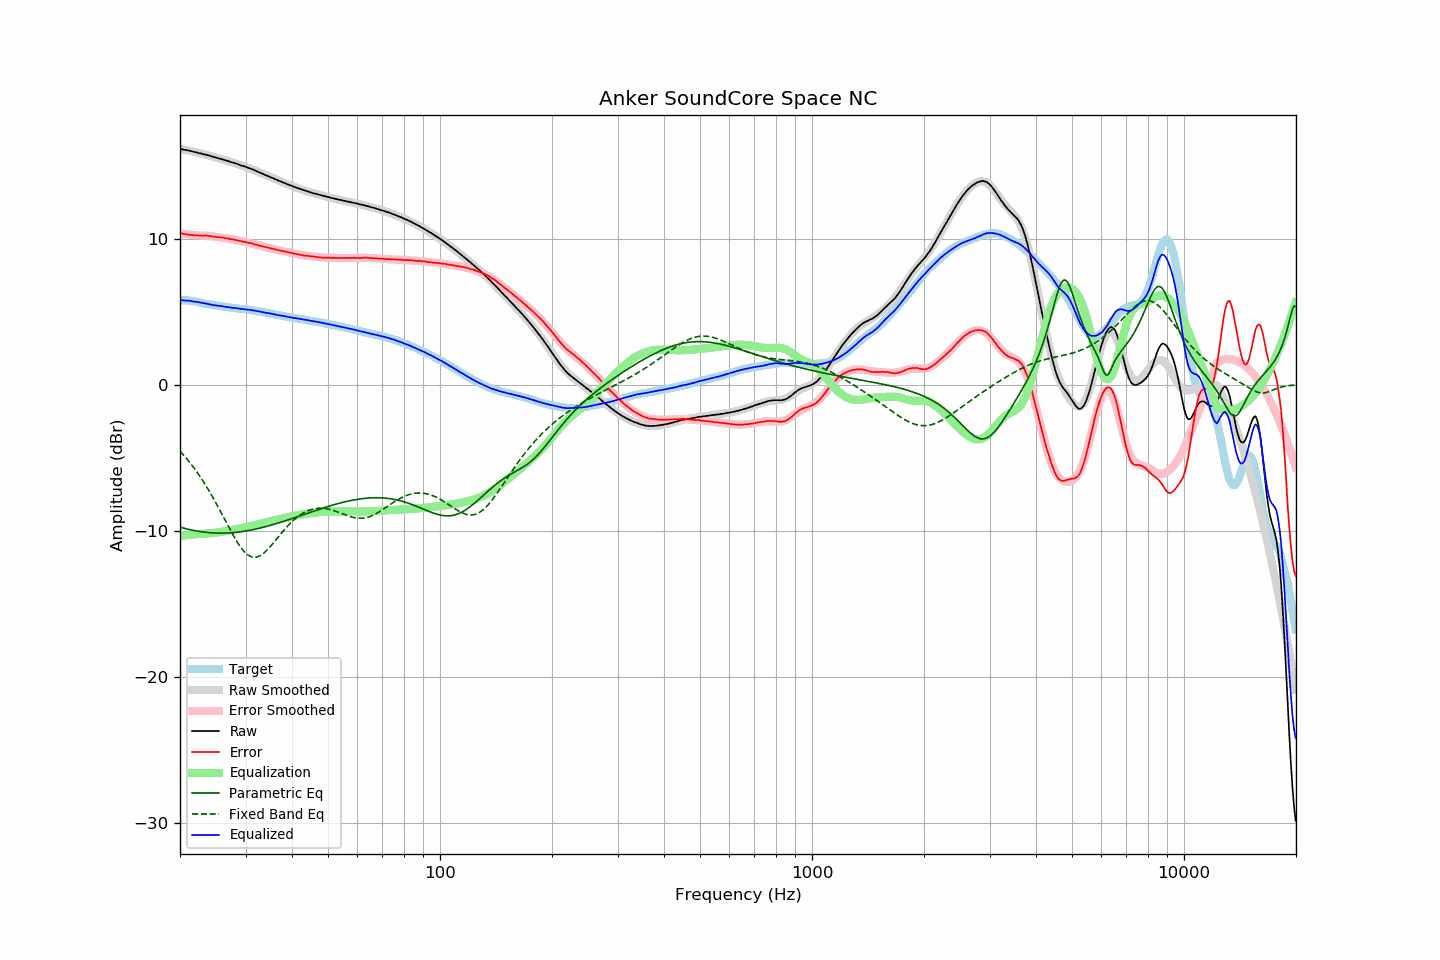 Anker SoundCore Space NC
Amplitude (dBr)
10
0
−10
−20
−30
Target
Raw Smoothed
Error Smoothed
Raw
Error
Equalization
Parametric Eq
Fixed Band Eq
Equalized
100
1000
10000
Frequency (Hz)